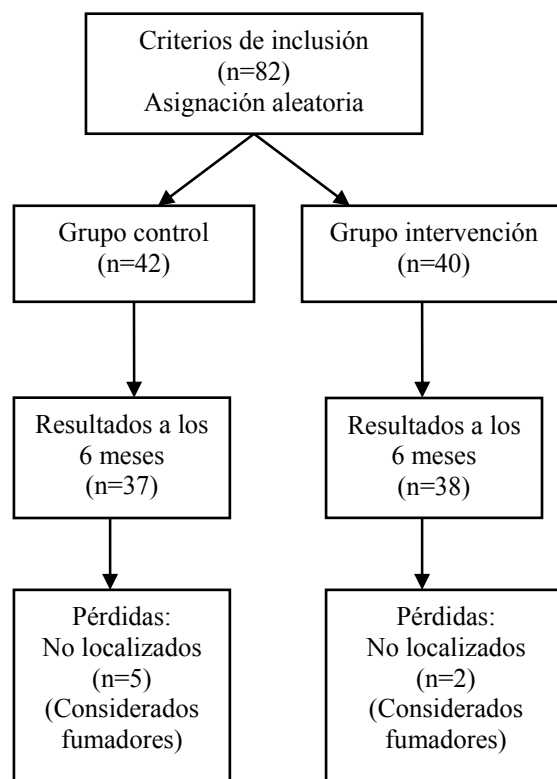 Criterios de inclusión
(n=82)
Asignación aleatoria
Grupo control
(n=42)
Grupo intervención
(n=40)
Resultados a los
6 meses
(n=37)
Resultados a los
6 meses
(n=38)
Pérdidas:
No localizados
(n=5)
(Considerados
fumadores)
Pérdidas:
No localizados
(n=2)
(Considerados
fumadores)